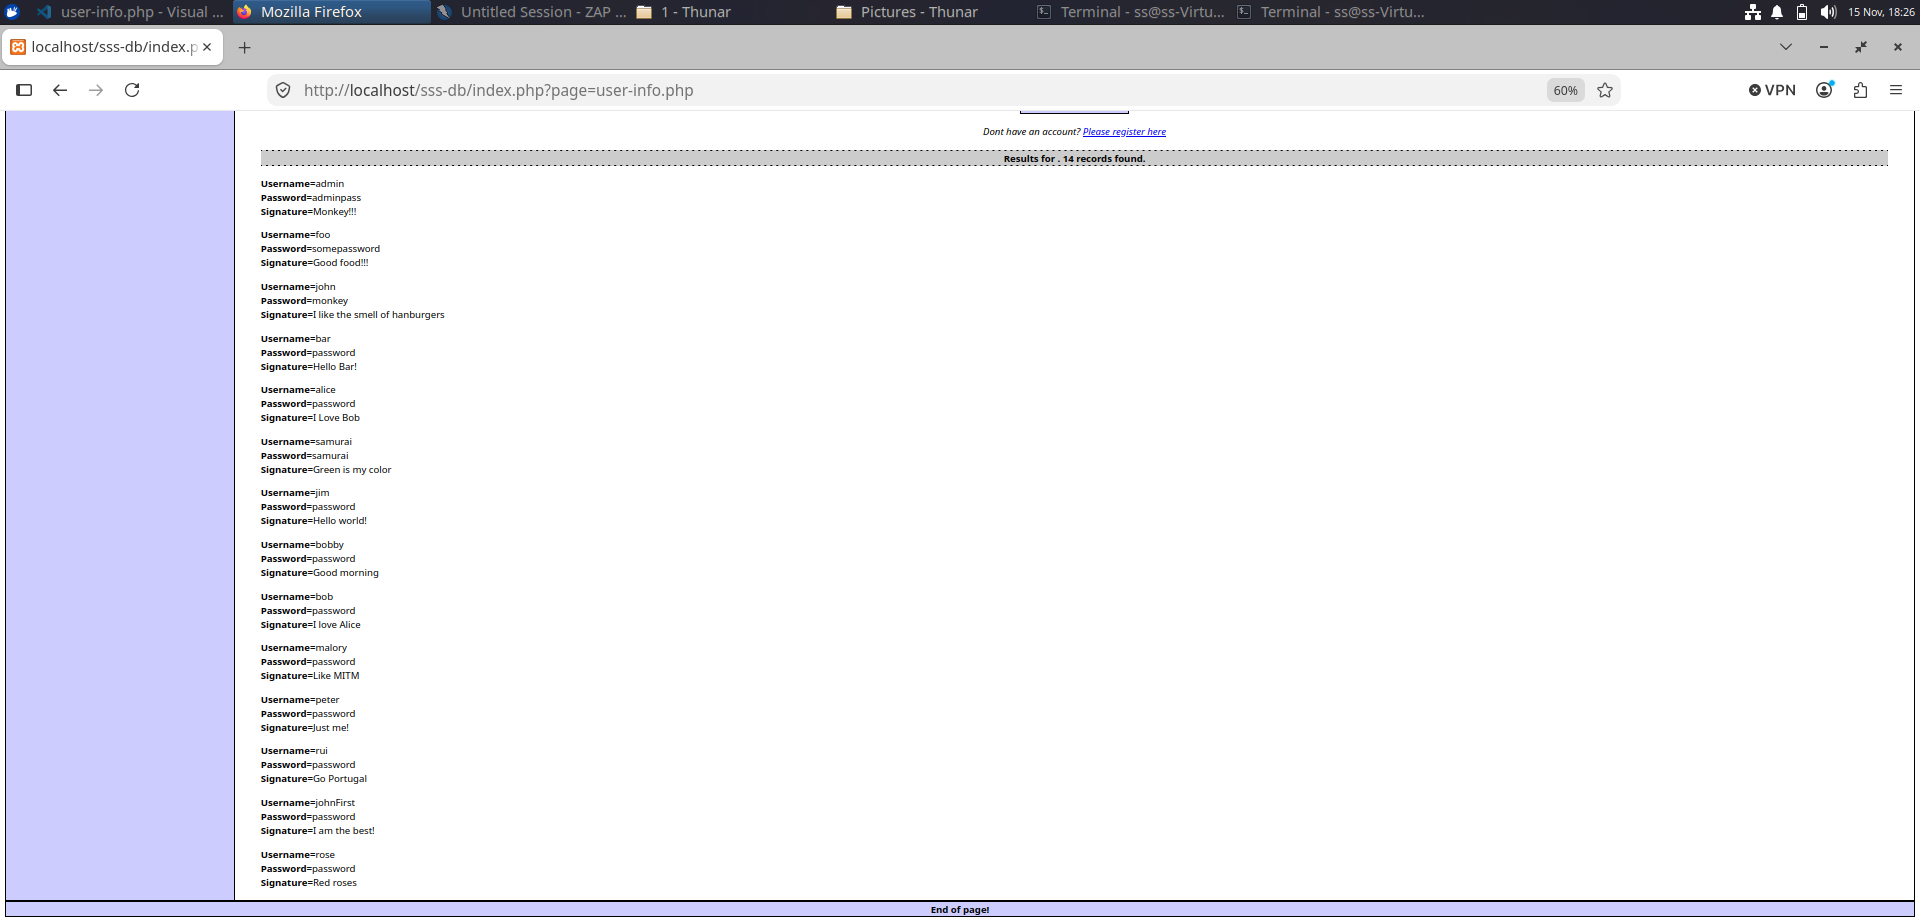 user-info.php - Visual ...
Mozilla Firefox
Untitled Session - ZAP ...
1 - Thunar
Pictures - Thunar
Terminal - ss@ss-Virtu...
Terminal - ss@ss-Virtu...
15 Nov, 18:26
localhost/sss-db/index.p
http://localhost/sss-db/index.php?page=user-info.php
60%
VPN
Dont have an account? Please register here
Results for . 14 records found.
Username=admin
Password=adminpass
Signature=Monkey!!!
Username=foo
Password=somepassword
Signature=Good food!!!
Username=john
Password=monkey
Signature=I like the smell of hanburgers
Username=bar
Password=password
Signature=Hello Bar!
Username=alice
Password=password
Signature=I Love Bob
Username=samurai
Password=samurai
Signature=Green is my color
Username=jim
Password=password
Signature=Hello world!
Username=bobby
Password=password
Signature=Good morning
Username=bob
Password=password
Signature=I love Alice
Username=malory
Password=password
Signature=Like MITM
Username=peter
Password=password
Signature=Just me!
Username=rui
Password=password
Signature=Go Portugal
Username=johnFirst
Password=password
Signature=I am the best!
Username=rose
Password=password
Signature=Red roses
End of page!